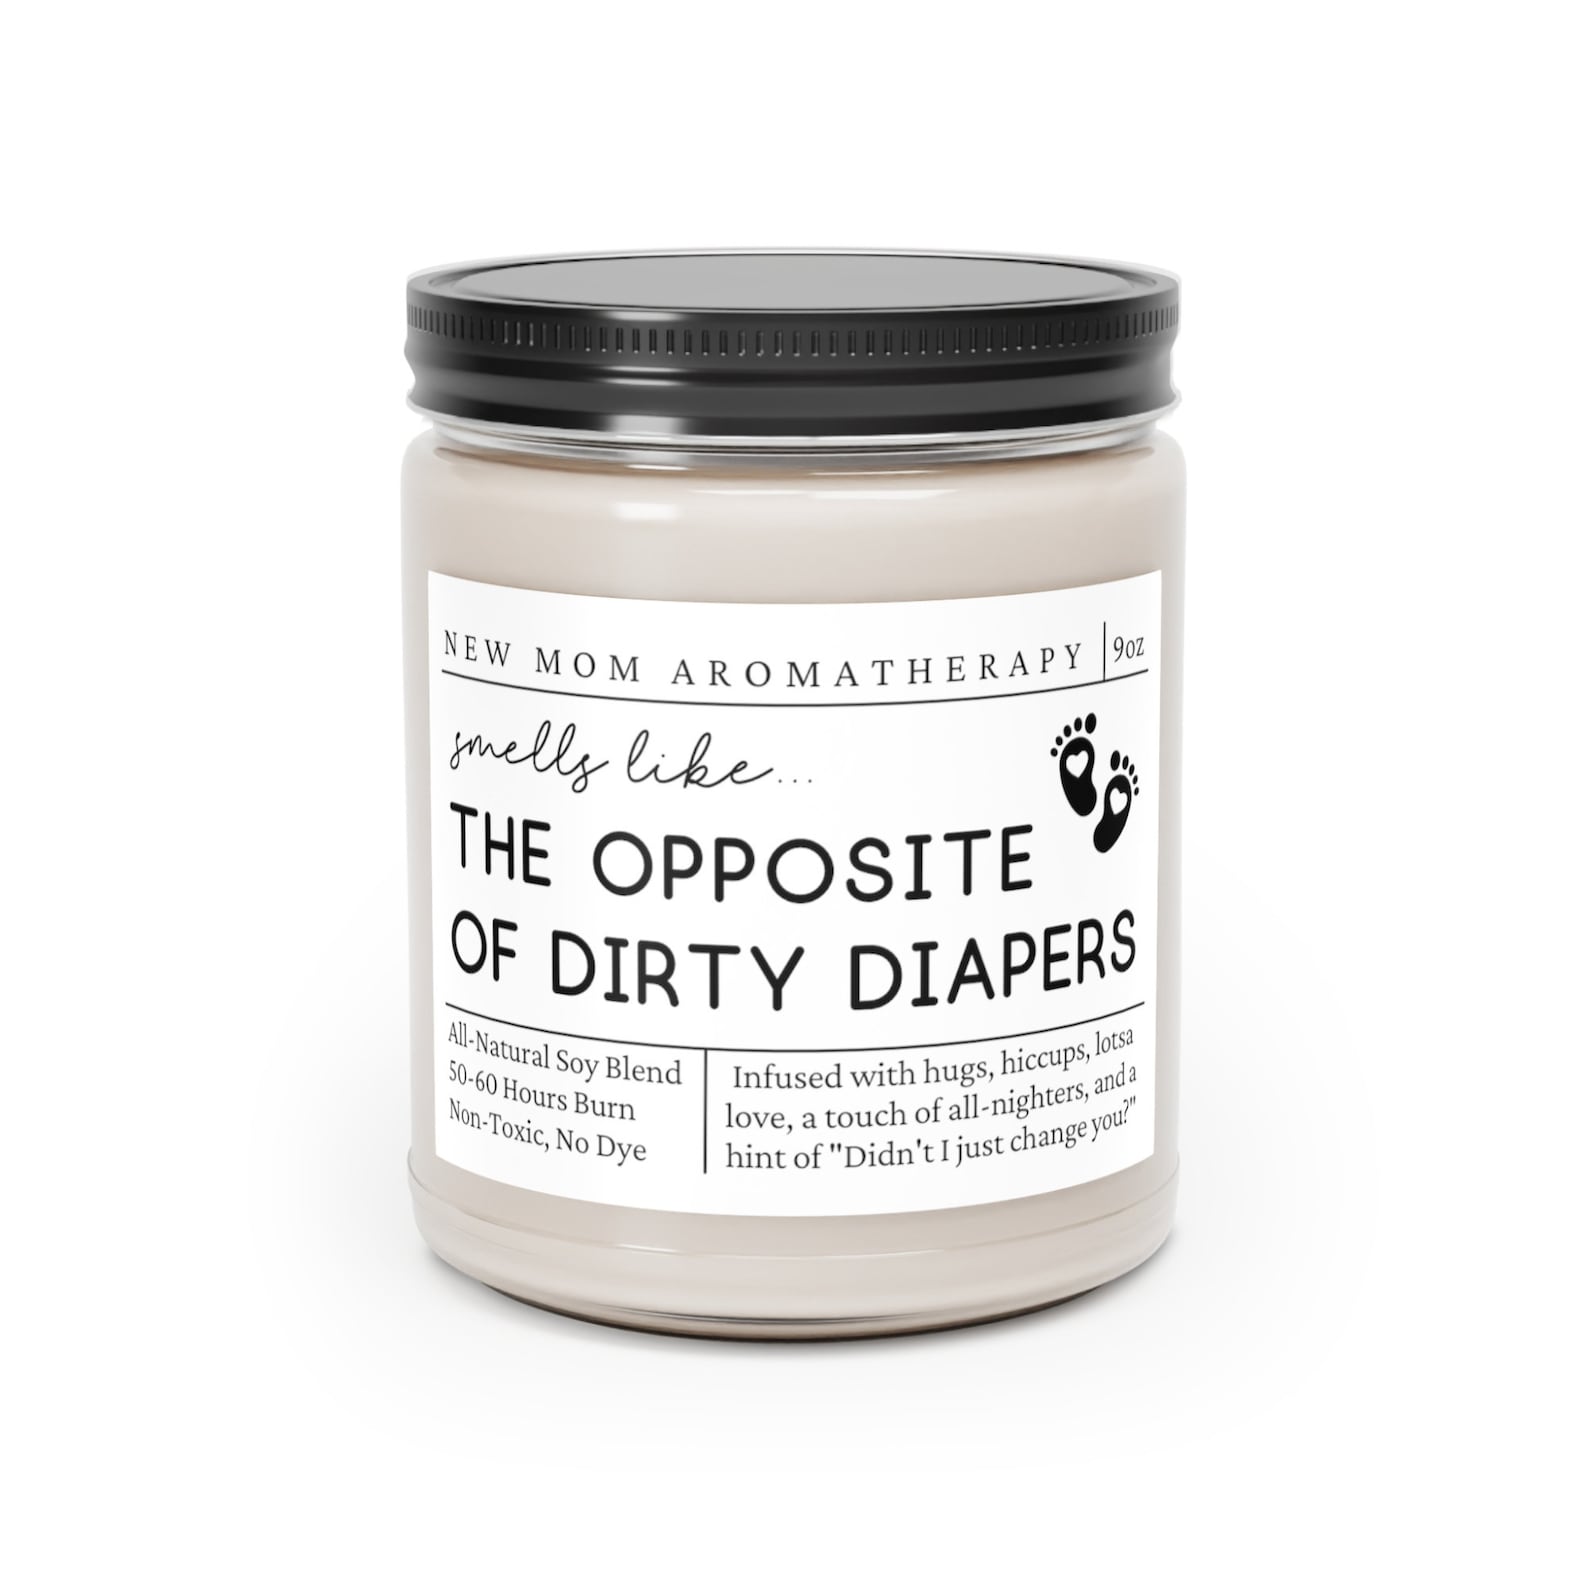 NEW MOM AROMATHERAPY | 9oz
smells like...
THE OPPOSITE
OF DIRTY DIAPERS
All-Natural Soy Blend
50-60 Hours Burn
Non-Toxic, No Dye
Infused with hugs, hiccups, lotsa
love, a touch of all-nighters, and a
hint of "Didn't I just change you?"